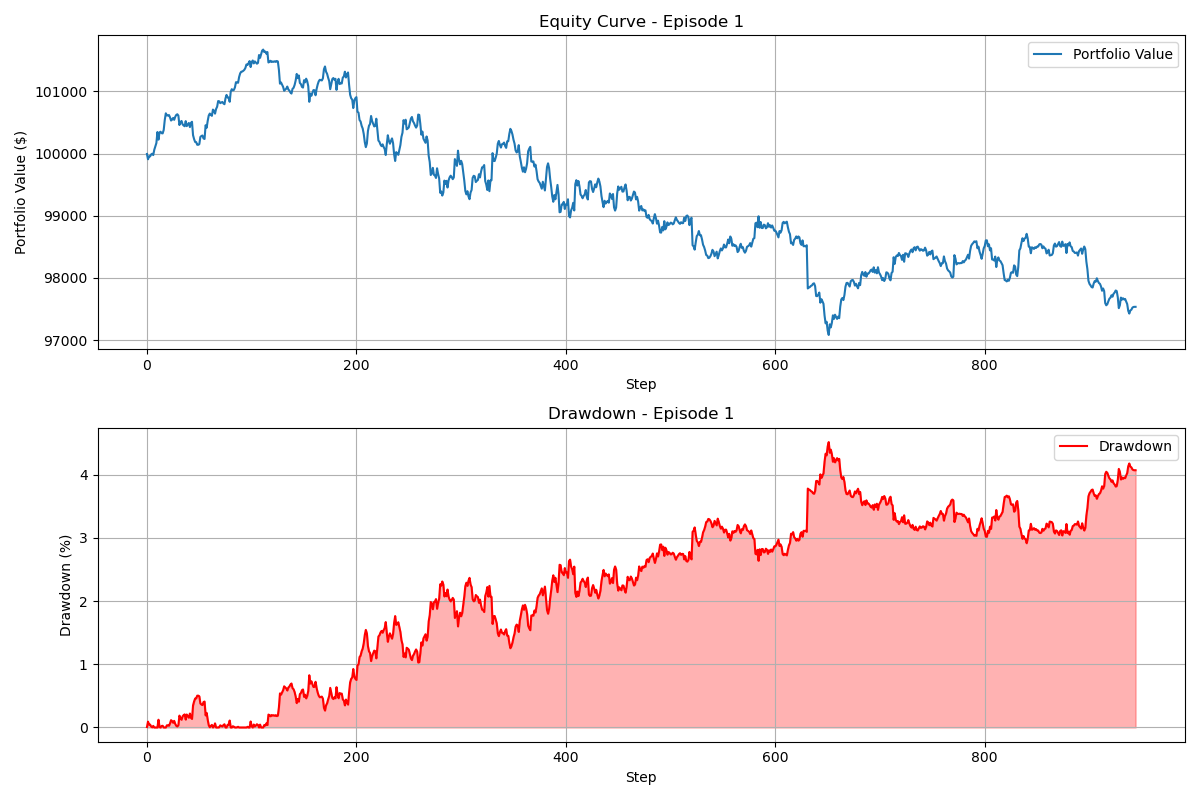 Equity Curve - Episode 1
Portfolio Value
Portfolio Value ($)
101000
100000
99000
98000
97000
0 200 400 600 800
Step
Drawdown - Episode 1
Drawdown
Drawdown (%)
4
3
2
1
0
0 200 400 600 800
Step